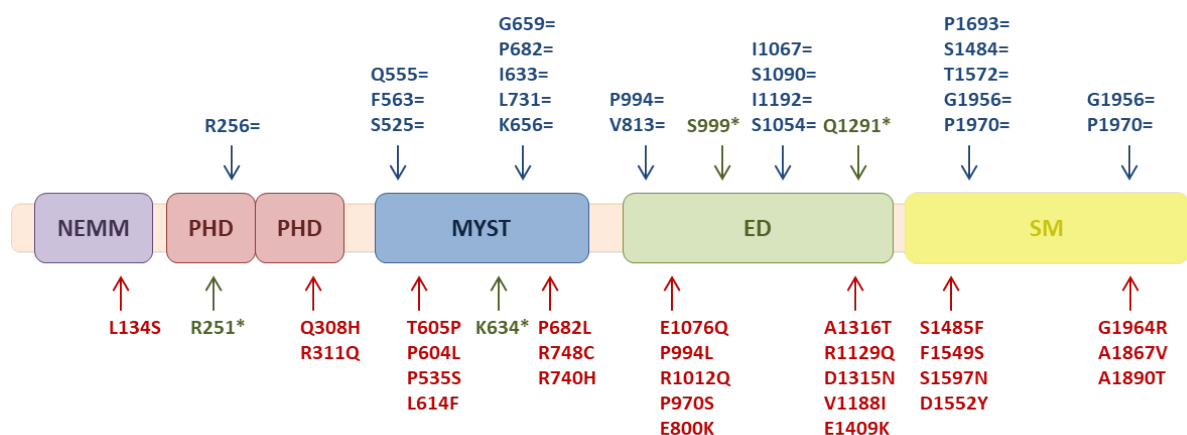 R256=
Q555=
F563=
S525=
G659=
P682=
I633=
L731=
K656=
P994=
V813=
S999*
I1067=
S1090=
I1192=
S1054=
Q1291*
P1693=
S1484=
T1572=
G1956=
P1970=
G1956=
P1970=
NEMM
PHD
PHD
MYST
ED
SM
L134S
R251*
Q308H
R311Q
T605P
P604L
P535S
L614F
K634*
P682L
R748C
R740H
E1076Q
P994L
R1012Q
P970S
E800K
A1316T
R1129Q
D1315N
V1188I
E1409K
S1485F
F1549S
S1597N
D1552Y
G1964R
A1867V
A1890T